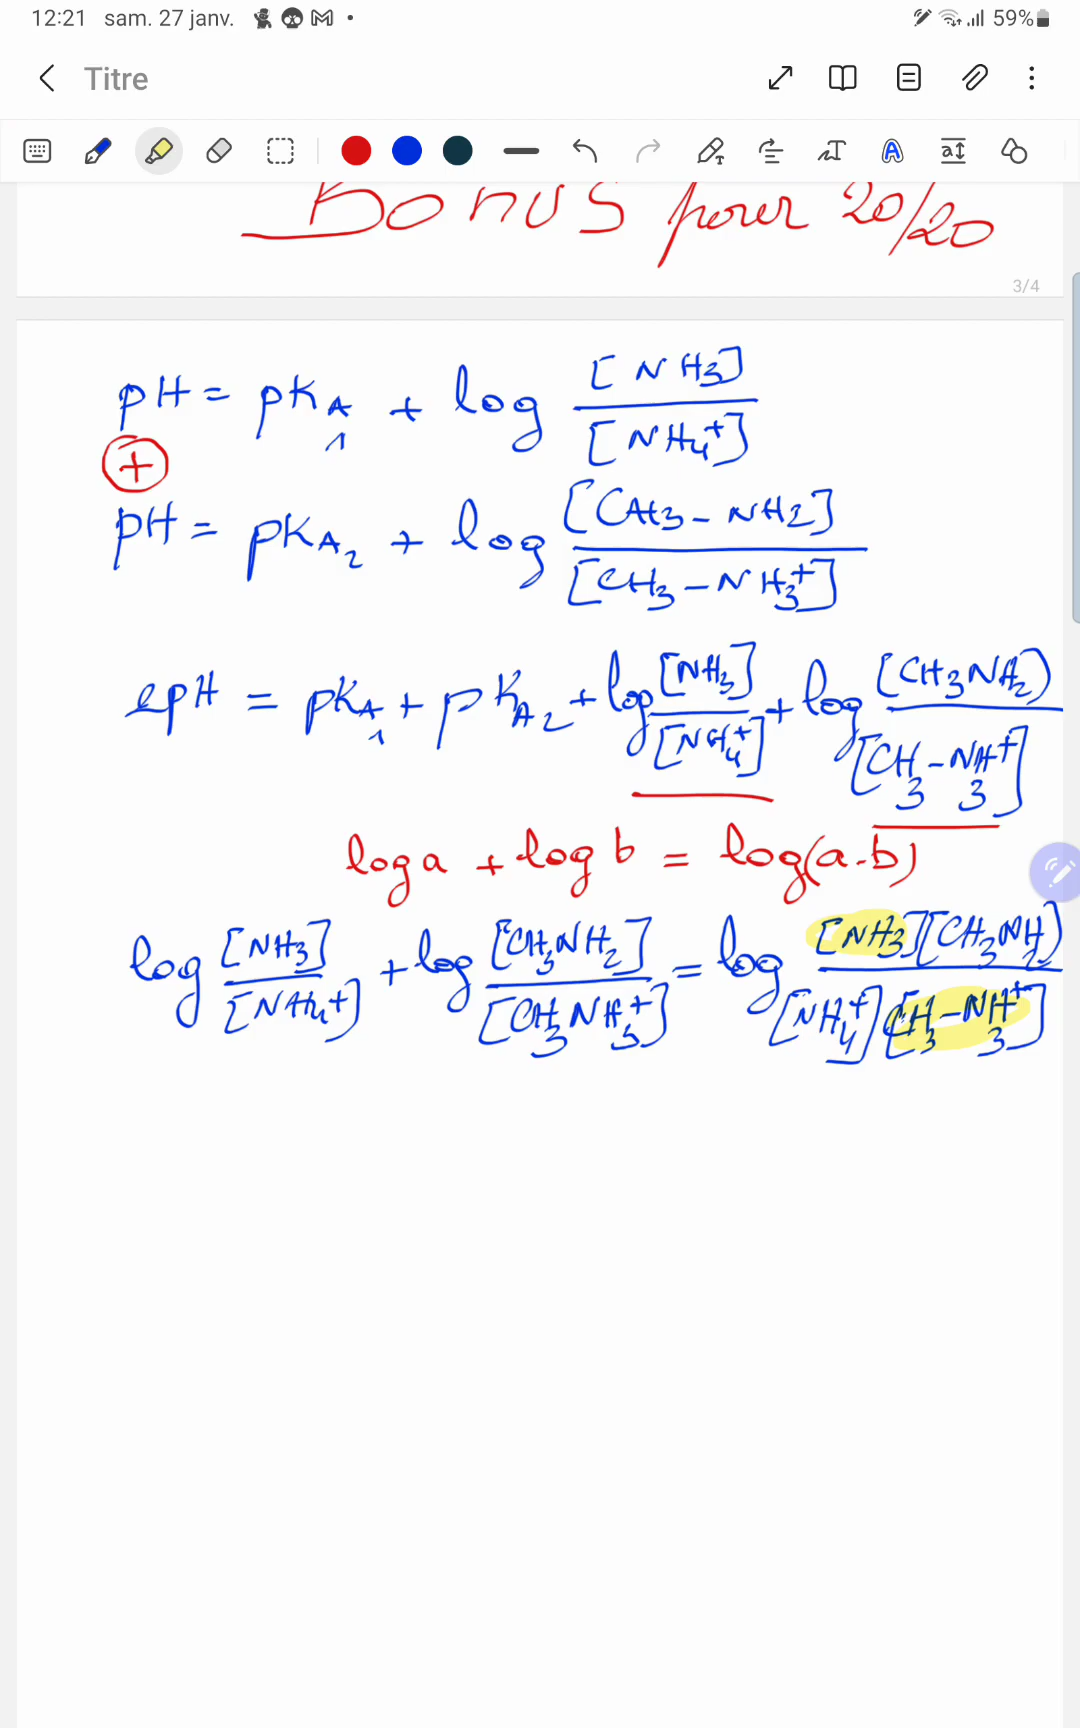 12:21 sam. 27 janv. 59%
Titre
Bonus pour 20/20
3/4
pH = pKA1 + log [NH3]/[NH4+]
+
pH = pKA2 + log [CH3-NH2]/[CH3-NH3+]
2pH = pKA1 + pKA2 + log [NH3]/[NH4+] + log [CH3NH2]/[CH3-NH3+]
log a + log b = log(a.b)
log [NH3]/[NH4+] + log [CH3NH2]/[CH3NH3+] = log [NH3][CH3NH2]/[NH4+][CH3-NH3+]